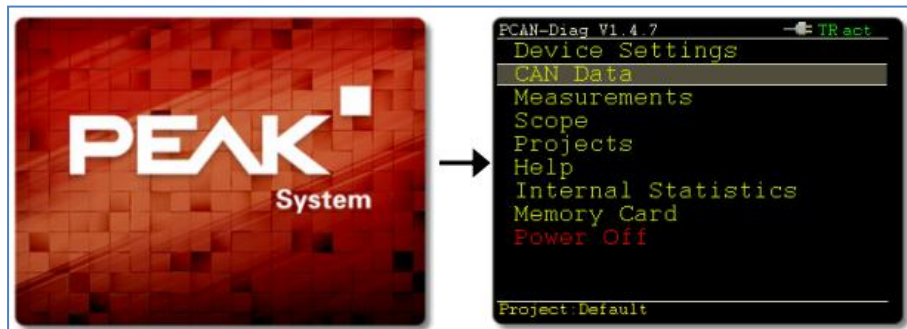 PEAK
System
PCAN-Diag V1.4.7 TR act
Device Settings
CAN Data
Measurements
Scope
Projects
Help
Internal Statistics
Memory Card
Power Off
Project:Default